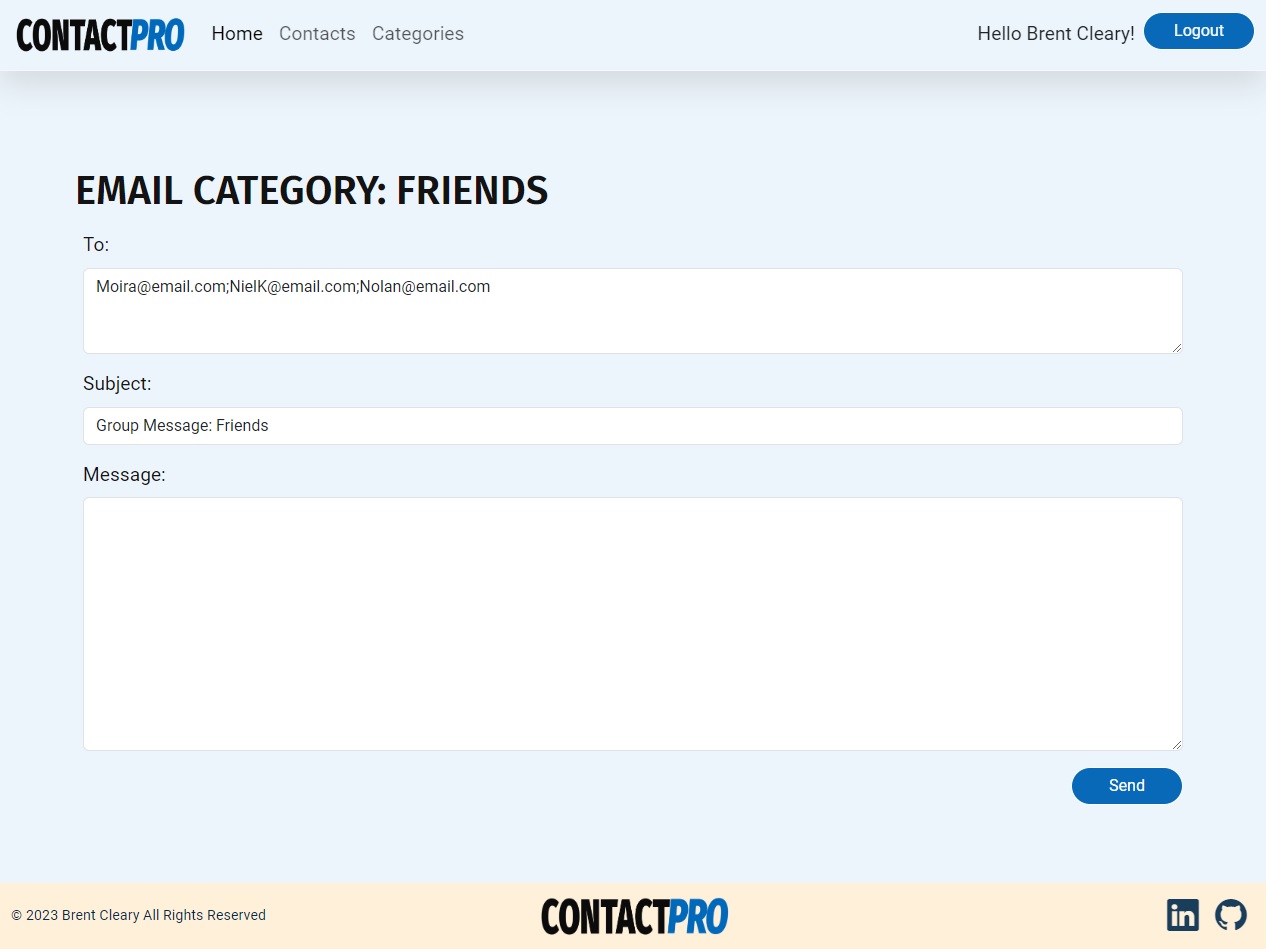 CONTACTPRO Home Contacts Categories Hello Brent Cleary! Logout
EMAIL CATEGORY: FRIENDS
To:
Moira@email.com;NielK@email.com;Nolan@email.com
Subject:
Group Message: Friends
Message:
Send
© 2023 Brent Cleary All Rights Reserved CONTACTPRO in